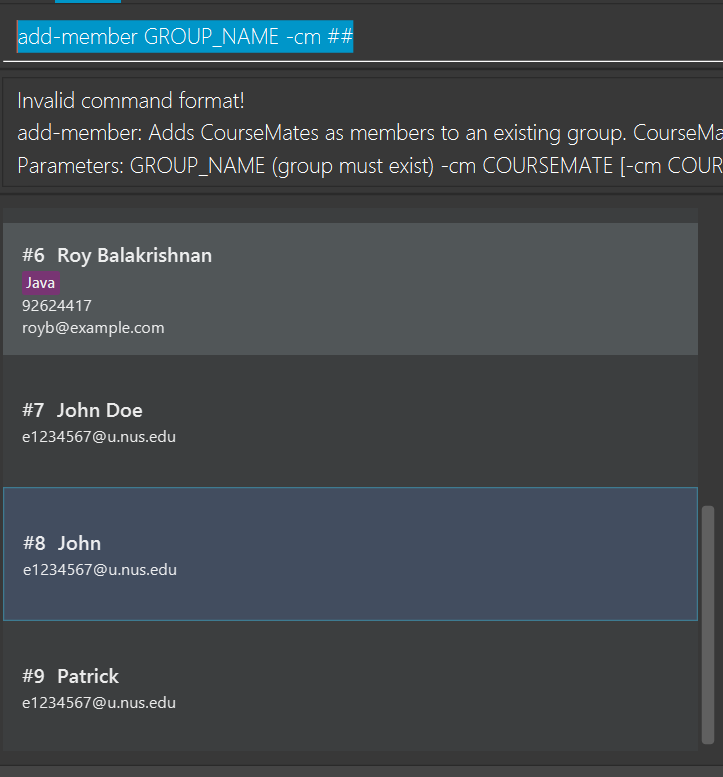 add-member GROUP_NAME -cm ##
Invalid command format!
add-member: Adds CourseMates as members to an existing group. CourseMa
Parameters: GROUP_NAME (group must exist) -cm COURSEMATE [-cm COUR
#6 Roy Balakrishnan
Java
92624417
royb@example.com
#7 John Doe
e1234567@u.nus.edu
#8 John
e1234567@u.nus.edu
#9 Patrick
e1234567@u.nus.edu